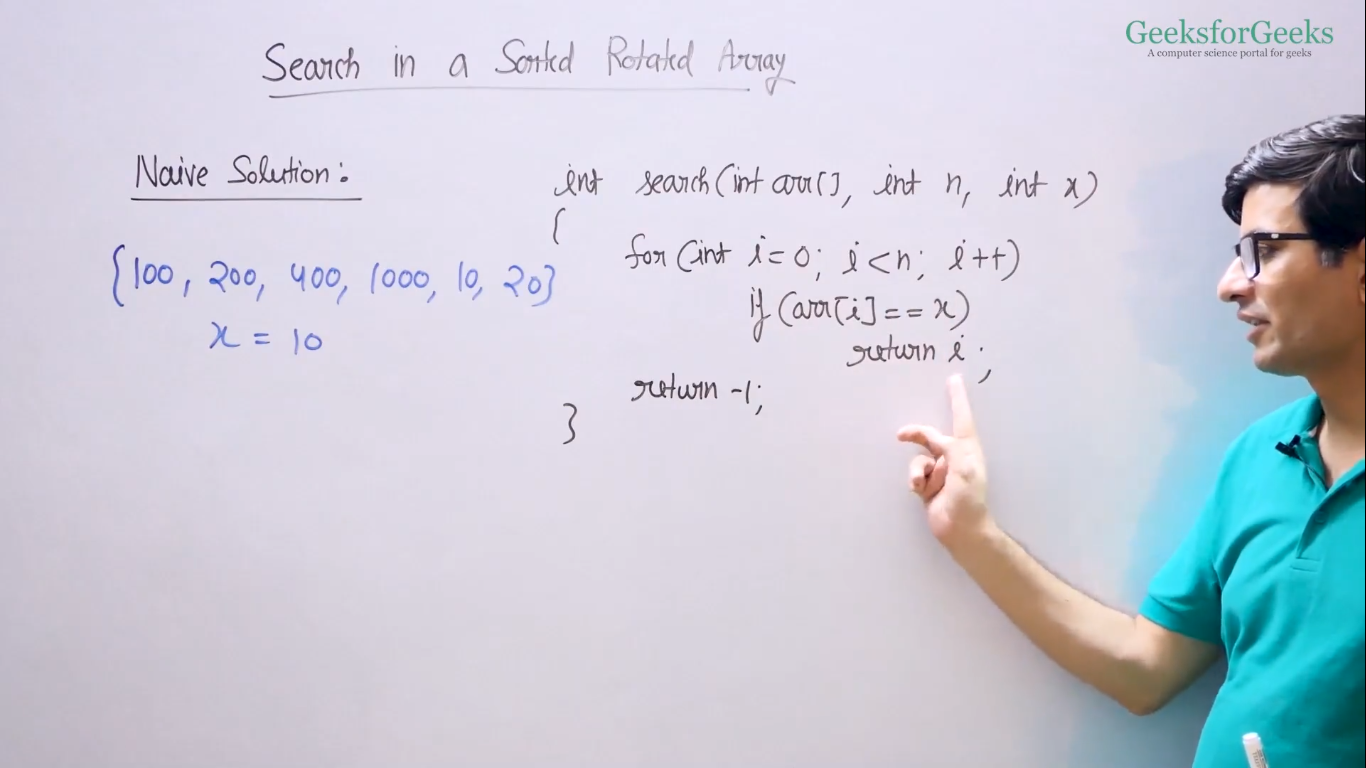 GeeksforGeeks
A computer science portal for geeks
Search in a Sorted Rotated Array
Naive Solution:
{100, 200, 400, 1000, 10, 20}
x = 10
int search(int arr[], int n, int x)
{
for (int i=0; i<n; i++)
if (arr[i]==x)
return i;
return -1;
}